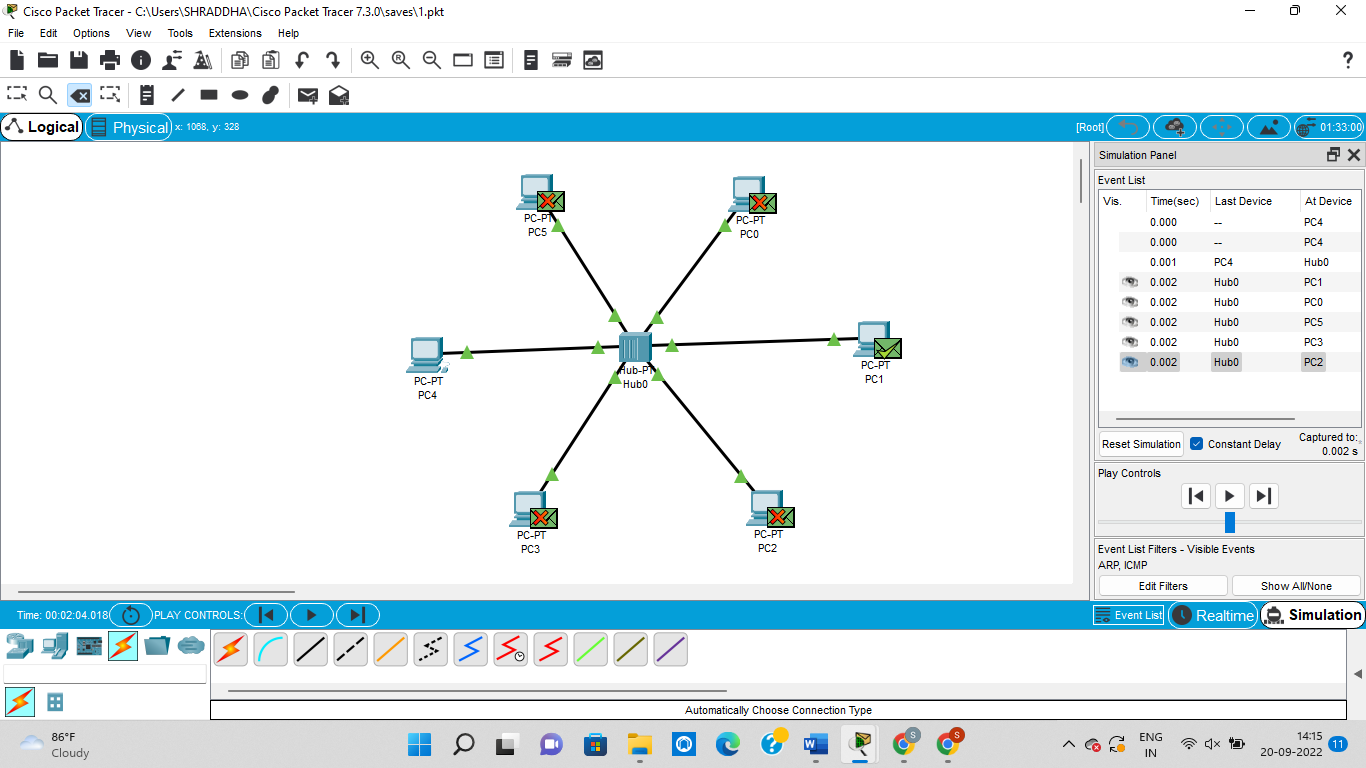 Cisco Packet Tracer - C:\Users\SHRADDHA\Cisco Packet Tracer 7.3.0\saves\1.pkt
File Edit Options View Tools Extensions Help
?
Logical Physical x: 1068, y: 328 [Root] 01:33:00
Simulation Panel
Event List
Vis. Time(sec) Last Device At Device
0.000 -- PC4
0.000 -- PC4
0.001 PC4 Hub0
0.002 Hub0 PC1
0.002 Hub0 PC0
0.002 Hub0 PC5
0.002 Hub0 PC3
0.002 Hub0 PC2
PC-PT
PC5
PC-PT
PC0
PC-PT
PC4
Hub-PT
Hub0
PC-PT
PC1
PC-PT
PC3
PC-PT
PC2
Reset Simulation Constant Delay Captured to:
0.002 s
Play Controls
Event List Filters - Visible Events
ARP, ICMP
Edit Filters Show All/None
Time: 00:02:04.018 PLAY CONTROLS: Event List Realtime Simulation
Automatically Choose Connection Type
86°F
Cloudy
ENG
IN
14:15
20-09-2022
11
S
S